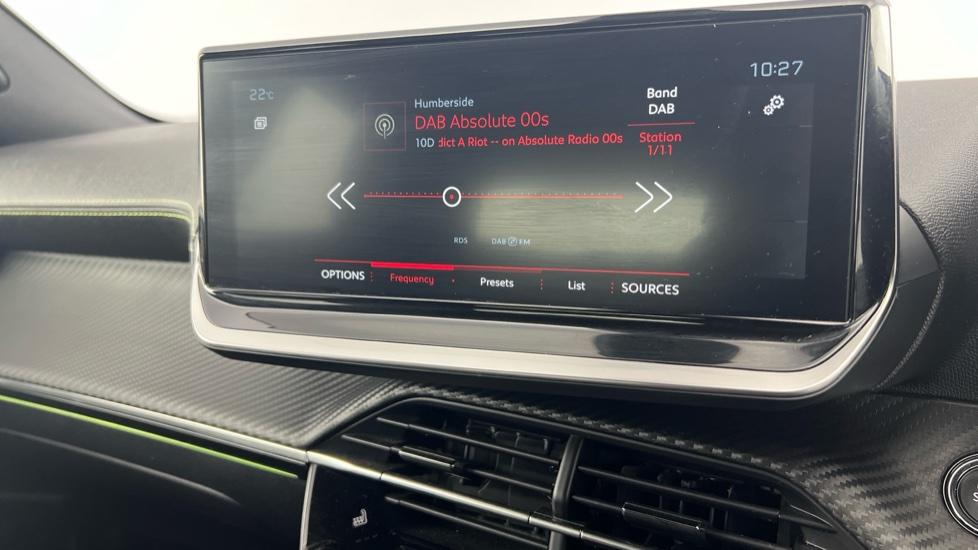 22°C
10:27
Humberside
DAB Absolute 00s
10D dict A Riot -- on Absolute Radio 00s
Band
DAB
Station
1/11
RDS
DAB FM
OPTIONS
Frequency
Presets
List
SOURCES
S